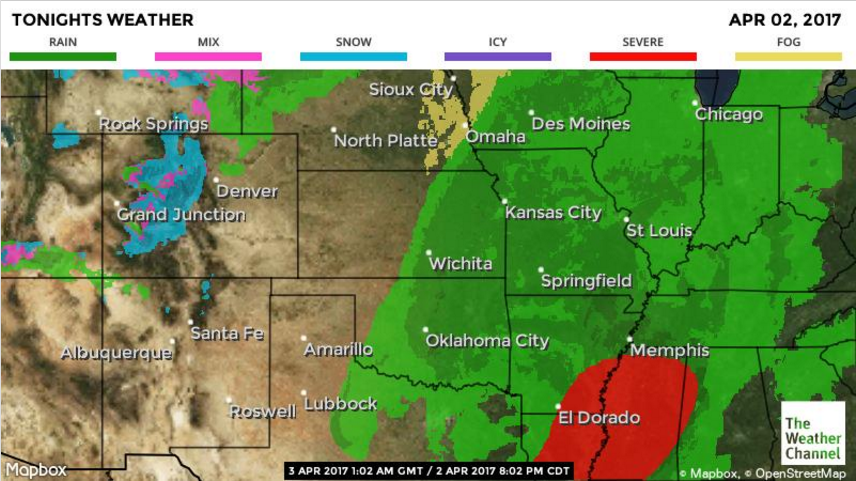 TONIGHTS WEATHER
APR 02, 2017
RAIN
MIX
SNOW
ICY
SEVERE
FOG
Sioux City
Rock Springs
North Platte
Omaha
Des Moines
Chicago
Denver
Grand Junction
Kansas City
St Louis
Wichita
Springfield
Santa Fe
Albuquerque
Amarillo
Oklahoma City
Memphis
Roswell
Lubbock
El Dorado
The
Weather
Channel
Mapbox
3 APR 2017 1:02 AM GMT / 2 APR 2017 8:02 PM CDT
© Mapbox, © OpenStreetMap